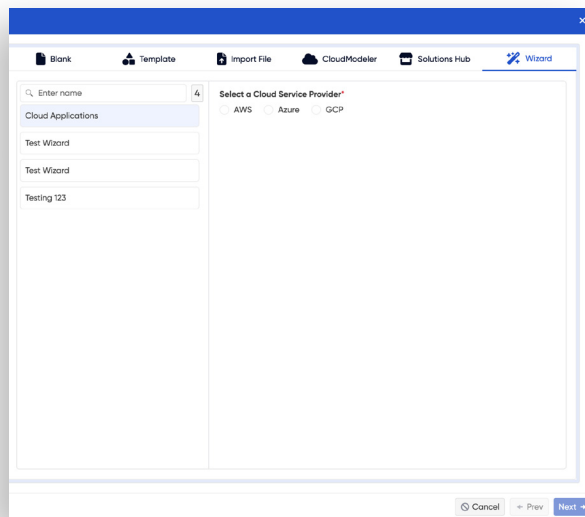 Blank Template Import File CloudModeler Solutions Hub Wizard
Enter name 4
Cloud Applications
Test Wizard
Test Wizard
Testing 123
Select a Cloud Service Provider*
AWS Azure GCP
Cancel Prev Next